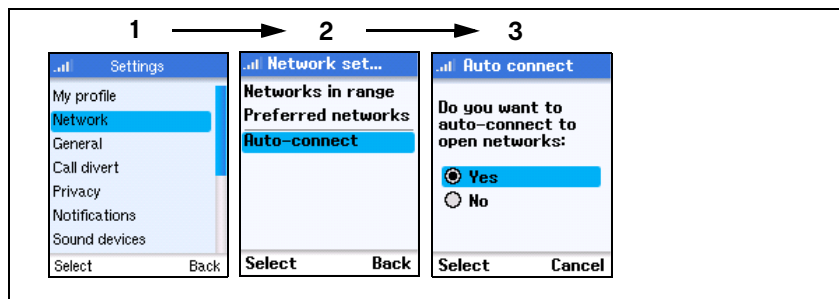 1 2 3
Settings
My profile
Network
General
Call divert
Privacy
Notifications
Sound devices
Select Back
Network set...
Networks in range
Preferred networks
Auto-connect
Select Back
Auto connect
Do you want to
auto-connect to
open networks:
Yes
No
Select Cancel